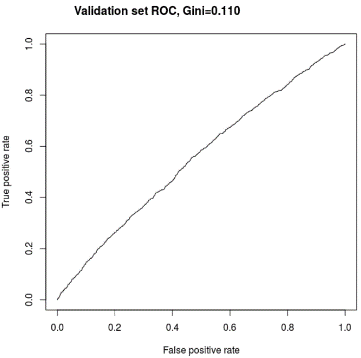 Validation set ROC, Gini=0.110
True positive rate
1.0
0.8
0.6
0.4
0.2
0.0
0.0 0.2 0.4 0.6 0.8 1.0
False positive rate